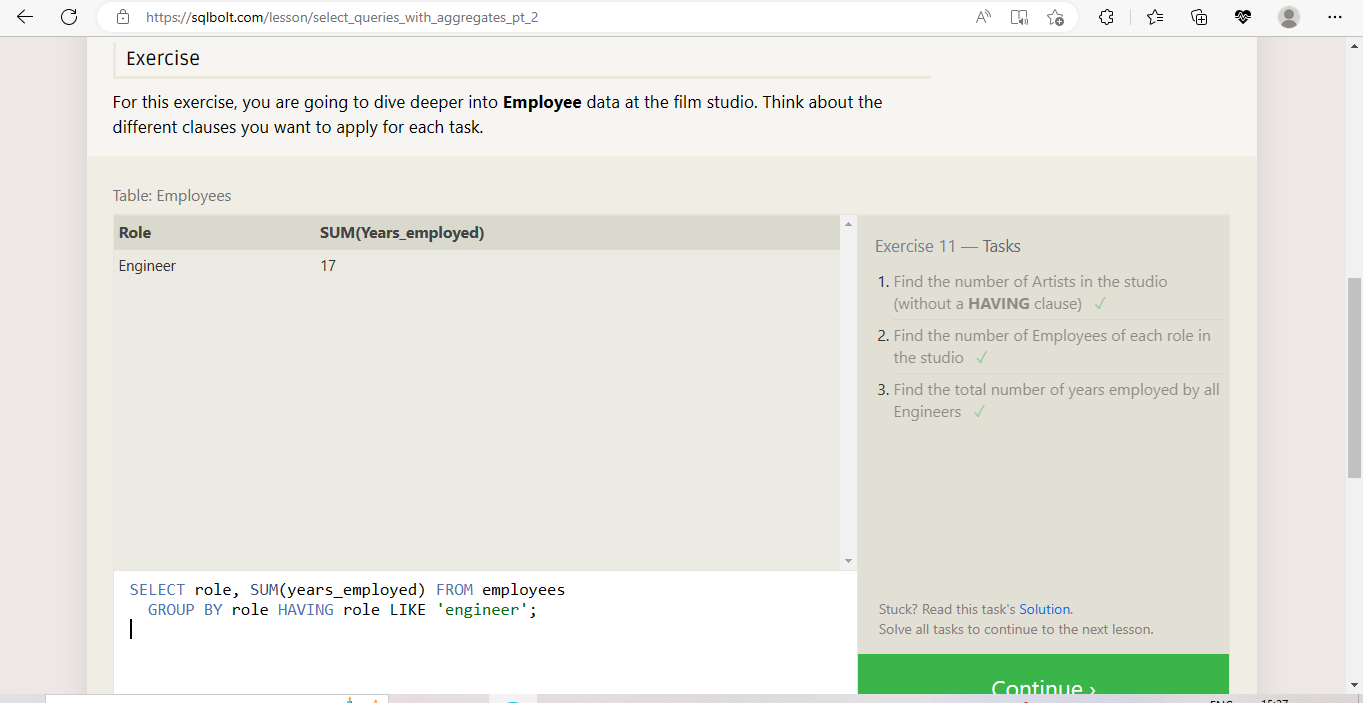 https://sqlbolt.com/lesson/select_queries_with_aggregates_pt_2
Exercise
For this exercise, you are going to dive deeper into Employee data at the film studio. Think about the
different clauses you want to apply for each task.
Table: Employees
Role SUM(Years_employed)
Engineer 17
Exercise 11 — Tasks
1. Find the number of Artists in the studio
(without a HAVING clause) ✓
2. Find the number of Employees of each role in
the studio ✓
3. Find the total number of years employed by all
Engineers ✓
SELECT role, SUM(years_employed) FROM employees
GROUP BY role HAVING role LIKE 'engineer';
Stuck? Read this task's Solution.
Solve all tasks to continue to the next lesson.
Continue ›